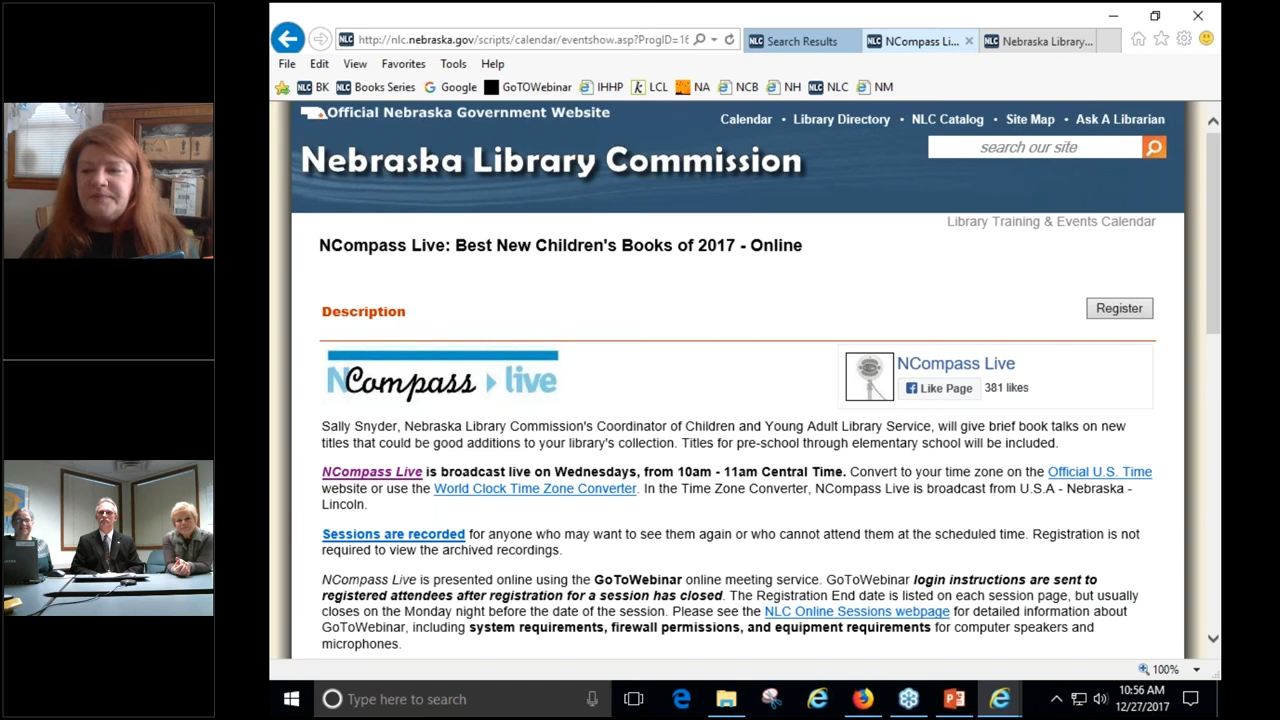 http://nlc.nebraska.gov/scripts/calendar/eventshow.asp?ProgID=16
Search Results
NCompass Li...
Nebraska Library...
File Edit View Favorites Tools Help
BK Books Series Google GoTOWebinar IHHP LCL NA NCB NH NLC NM
Official Nebraska Government Website
Calendar • Library Directory • NLC Catalog • Site Map • Ask A Librarian
Nebraska Library Commission
search our site
Library Training & Events Calendar
NCompass Live: Best New Children's Books of 2017 - Online
Description
Register
NCompass live
NCompass Live
Like Page 381 likes
Sally Snyder, Nebraska Library Commission's Coordinator of Children and Young Adult Library Service, will give brief book talks on new
titles that could be good additions to your library's collection. Titles for pre-school through elementary school will be included.
NCompass Live is broadcast live on Wednesdays, from 10am - 11am Central Time. Convert to your time zone on the Official U.S. Time
website or use the World Clock Time Zone Converter. In the Time Zone Converter, NCompass Live is broadcast from U.S.A - Nebraska -
Lincoln.
Sessions are recorded for anyone who may want to see them again or who cannot attend them at the scheduled time. Registration is not
required to view the archived recordings.
NCompass Live is presented online using the GoToWebinar online meeting service. GoToWebinar login instructions are sent to
registered attendees after registration for a session has closed. The Registration End date is listed on each session page, but usually
closes on the Monday night before the date of the session. Please see the NLC Online Sessions webpage for detailed information about
GoToWebinar, including system requirements, firewall permissions, and equipment requirements for computer speakers and
microphones.
100%
Type here to search
10:56 AM
12/27/2017